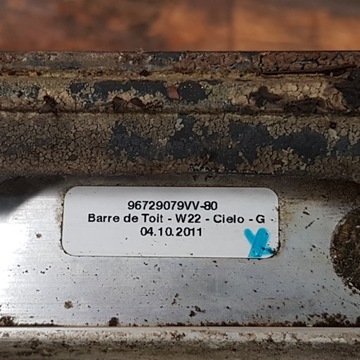 96729079VV-80
Barre de Toit - W22 - Cielo - G
04.10.2011